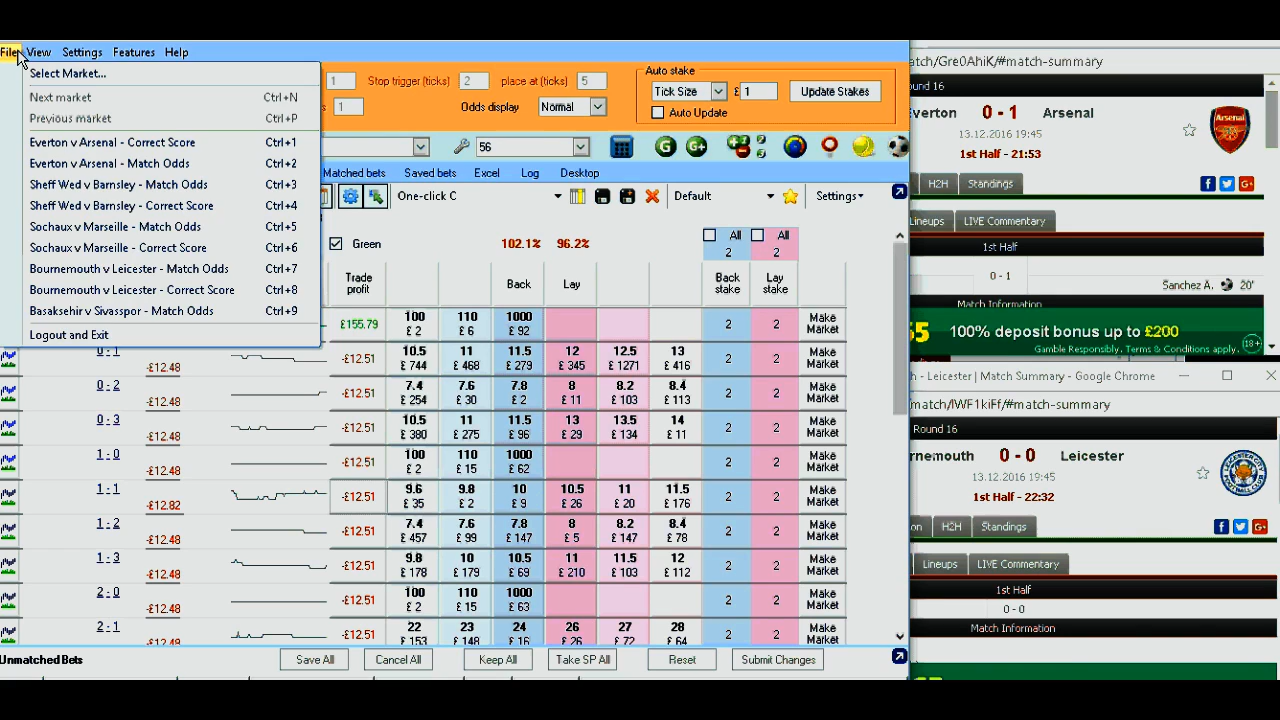 File View Settings Features Help
Select Market...
Next market Ctrl+N
Previous market Ctrl+P
Everton v Arsenal - Correct Score Ctrl+1
Everton v Arsenal - Match Odds Ctrl+2
Sheff Wed v Barnsley - Match Odds Ctrl+3
Sheff Wed v Barnsley - Correct Score Ctrl+4
Sochaux v Marseille - Match Odds Ctrl+5
Sochaux v Marseille - Correct Score Ctrl+6
Bournemouth v Leicester - Match Odds Ctrl+7
Bournemouth v Leicester - Correct Score Ctrl+8
Basaksehir v Sivasspor - Match Odds Ctrl+9
Logout and Exit
1 Stop trigger (ticks) 2 place at (ticks) 5
1 Odds display Normal
Auto stake
Tick Size £ 1 Update Stakes
Auto Update
56 G G+
Matched bets Saved bets Excel Log Toolbox
One-click C Default Settings
Green 102.1% 96.2% All All
2 2
Trade profit Back Lay Back stake Lay stake
£155.79 100 110 1000 2 2 Make Market
£ 2 £ 6 £ 92
0 - 1 -£12.48 -£12.51 10.5 11 11.5 12 12.5 13 2 2 Make Market
£ 744 £ 468 £ 279 £ 345 £ 1271 £ 416
0 - 2 -£12.48 -£12.51 7.4 7.6 7.8 8 8.2 8.4 2 2 Make Market
£ 254 £ 30 £ 2 £ 11 £ 103 £ 113
0 - 3 -£12.48 -£12.51 10.5 11 11.5 13 13.5 14 2 2 Make Market
£ 380 £ 275 £ 96 £ 29 £ 134 £ 11
1 - 0 -£12.48 -£12.51 100 110 1000 2 2 Make Market
£ 2 £ 15 £ 62
1 - 1 -£12.82 -£12.51 9.6 9.8 10 10.5 11 11.5 2 2 Make Market
£ 35 £ 2 £ 9 £ 26 £ 20 £ 176
1 - 2 -£12.48 -£12.51 7.4 7.6 7.8 8 8.2 8.4 2 2 Make Market
£ 457 £ 99 £ 147 £ 5 £ 147 £ 78
1 - 3 -£12.48 -£12.51 9.8 10 10.5 11 11.5 12 2 2 Make Market
£ 178 £ 179 £ 69 £ 210 £ 103 £ 112
2 - 0 -£12.48 -£12.51 100 110 1000 2 2 Make Market
£ 2 £ 15 £ 63
2 - 1 -£12.48 -£12.51 22 23 24 26 27 28 2 2 Make Market
£ 153 £ 148 £ 16 £ 26 £ 72 £ 64
Unmatched Bets Save All Cancel All Keep All Take SP All Reset Submit Changes
match/Gre0AhiK/#match-summary
ound 16
verton 0 - 1 Arsenal
13.12.2016 19:45
1st Half - 21:53
H2H Standings
Lineups LIVE Commentary
1st Half
0 - 1
Sanchez A. 20'
Match Information
100% deposit bonus up to £200
Gamble Responsibly. Terms & Conditions apply. 18+
h - Leicester | Match Summary - Google Chrome
/match/IWF1kiFf/#match-summary
Round 16
rnemouth 0 - 0 Leicester
13.12.2016 19:45
1st Half - 22:32
on H2H Standings
Lineups LIVE Commentary
1st Half
0 - 0
Match Information